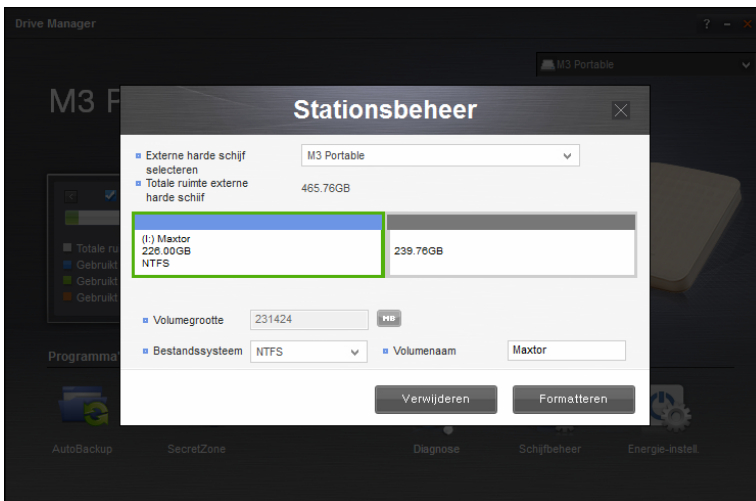 Drive Manager
? –
M3 Portable
M3 P
Stationsbeheer
Externe harde schijf
selecteren
M3 Portable
Totale ruimte externe
harde schijf
465.76GB
(I:) Maxtor
226.00GB
NTFS
239.76GB
Totale ru
Gebruikt
Gebruikt
Gebruikt
Volumegrootte
231424
MB
Bestandssysteem
NTFS
Volumenaam
Maxtor
Programma'
Verwijderen
Formatteren
AutoBackup
SecretZone
Diagnose
Schijfbeheer
Energie-instell.